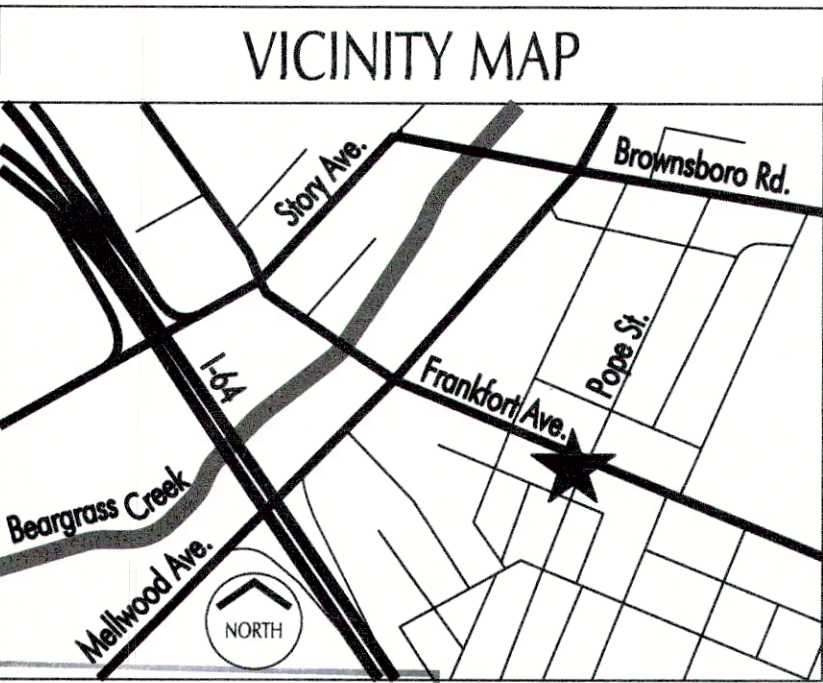 VICINITY MAP
Brownsboro Rd.
Story Ave.
Pope St.
I-64
Frankfort Ave.
Beargrass Creek
Mellwood Ave.
NORTH